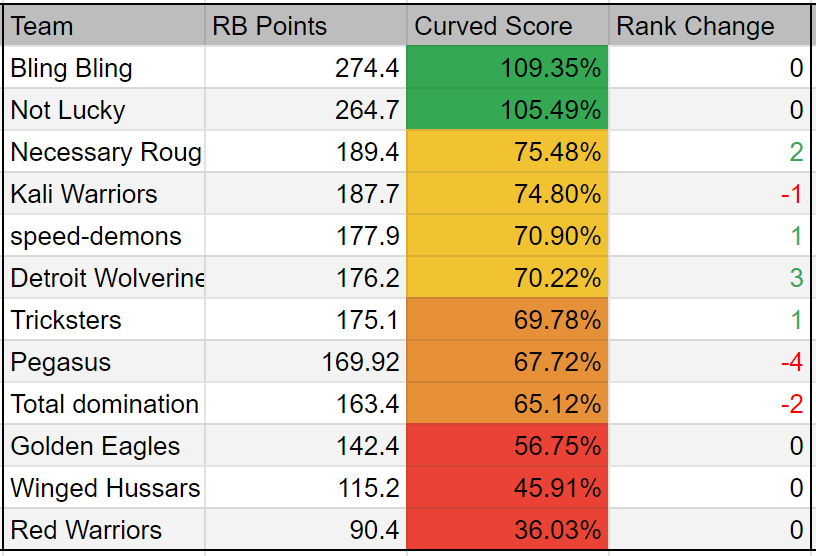 Team RB Points Curved Score Rank Change
Bling Bling 274.4 109.35% 0
Not Lucky 264.7 105.49% 0
Necessary Roug 189.4 75.48% 2
Kali Warriors 187.7 74.80% -1
speed-demons 177.9 70.90% 1
Detroit Wolverine 176.2 70.22% 3
Tricksters 175.1 69.78% 1
Pegasus 169.92 67.72% -4
Total domination 163.4 65.12% -2
Golden Eagles 142.4 56.75% 0
Winged Hussars 115.2 45.91% 0
Red Warriors 90.4 36.03% 0